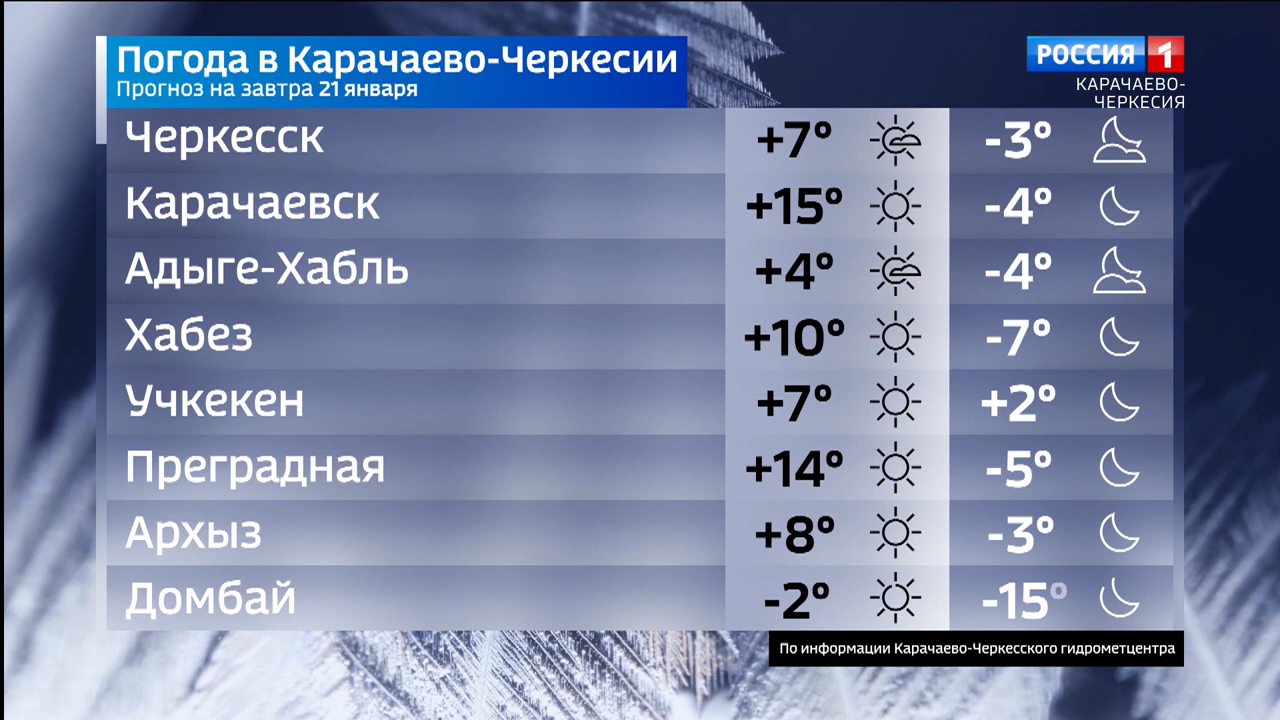 Погода в Карачаево-Черкесии
Прогноз на завтра 21 января
РОССИЯ 1
КАРАЧАЕВО-
ЧЕРКЕСИЯ
Черкесск +7° -3°
Карачаевск +15° -4°
Адыге-Хабль +4° -4°
Хабез +10° -7°
Учкекен +7° +2°
Преградная +14° -5°
Архыз +8° -3°
Домбай -2° -15°
По информации Карачаево-Черкесского гидрометцентра